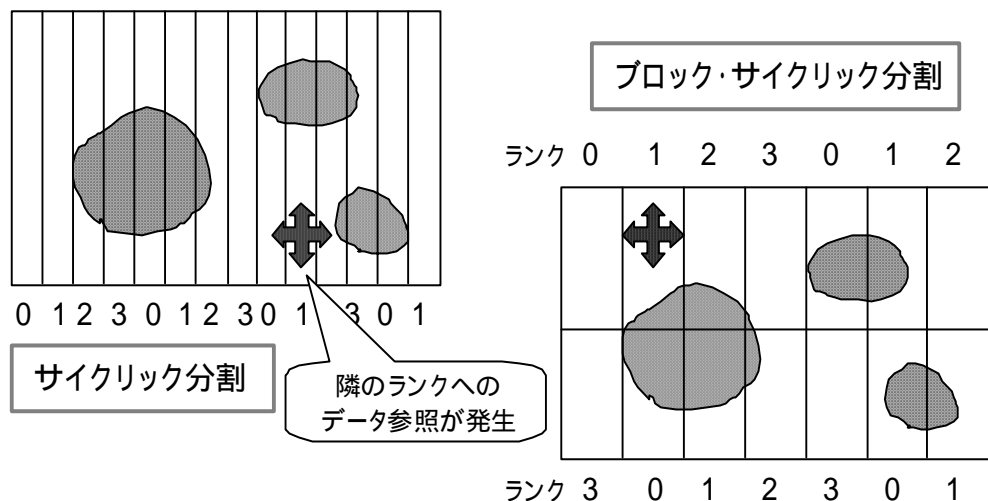 ブロック・サイクリック分割
ランク 0 1 2 3 0 1 2
0 1 2 3 0 1 2 3 0 1 3 0 1
サイクリック分割
隣のランクへの
データ参照が発生
ランク 3 0 1 2 3 0 1